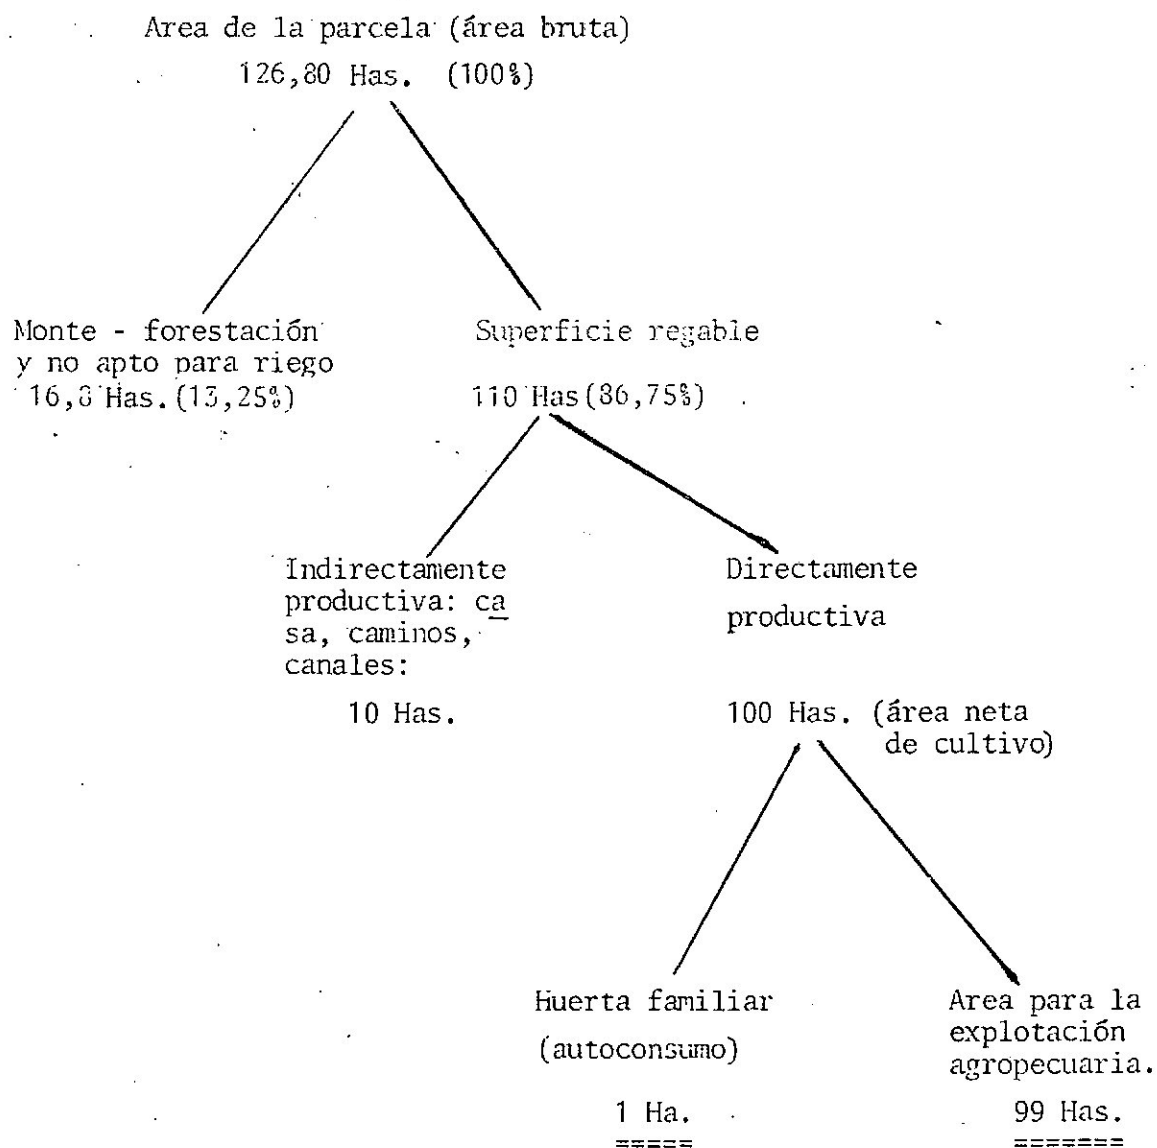 Area de la parcela (área bruta)
126,80 Has. (100%)
Monte - forestación
y no apto para riego
16,8 Has. (13,25%)
Superficie regable
110 Has (86,75%)
Indirectamente
productiva: ca
sa, caminos,
canales:
10 Has.
Directamente
productiva
100 Has. (área neta
de cultivo)
Huerta familiar
(autoconsumo)
1 Ha.
=====
Area para la
explotación
agropecuaria.
99 Has.
=======